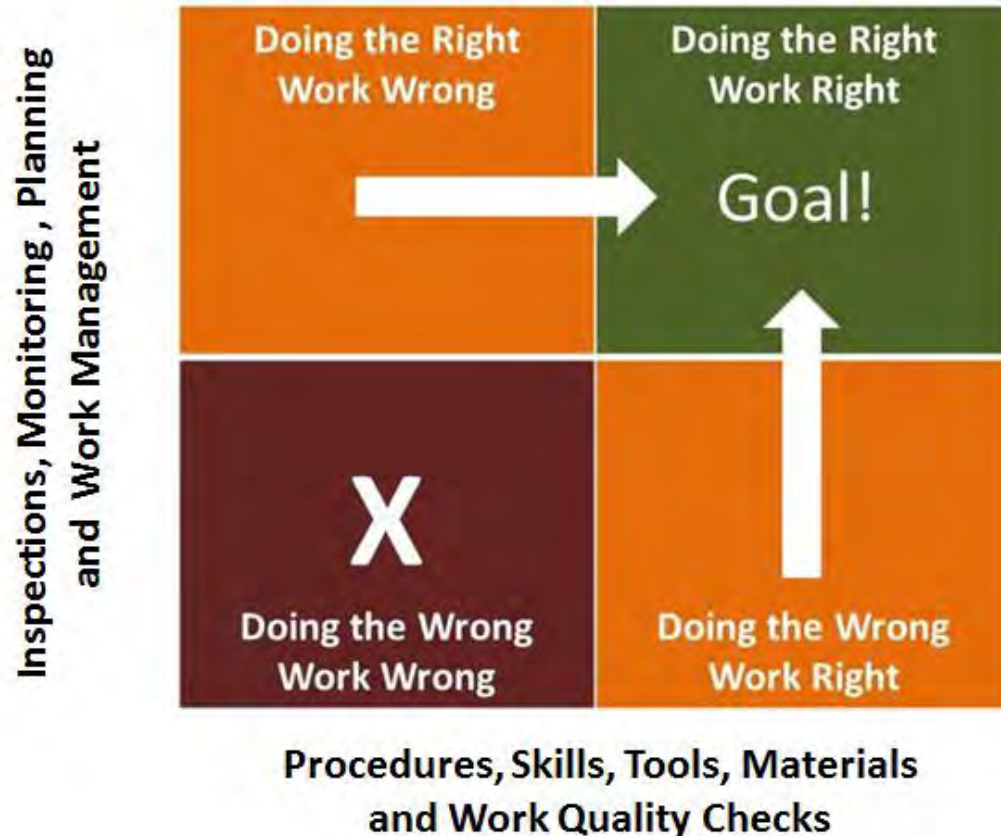 Inspections, Monitoring , Planning
and Work Management
Doing the Right
Work Wrong
Doing the Right
Work Right
Goal!
X
Doing the Wrong
Work Wrong
Doing the Wrong
Work Right
Procedures, Skills, Tools, Materials
and Work Quality Checks